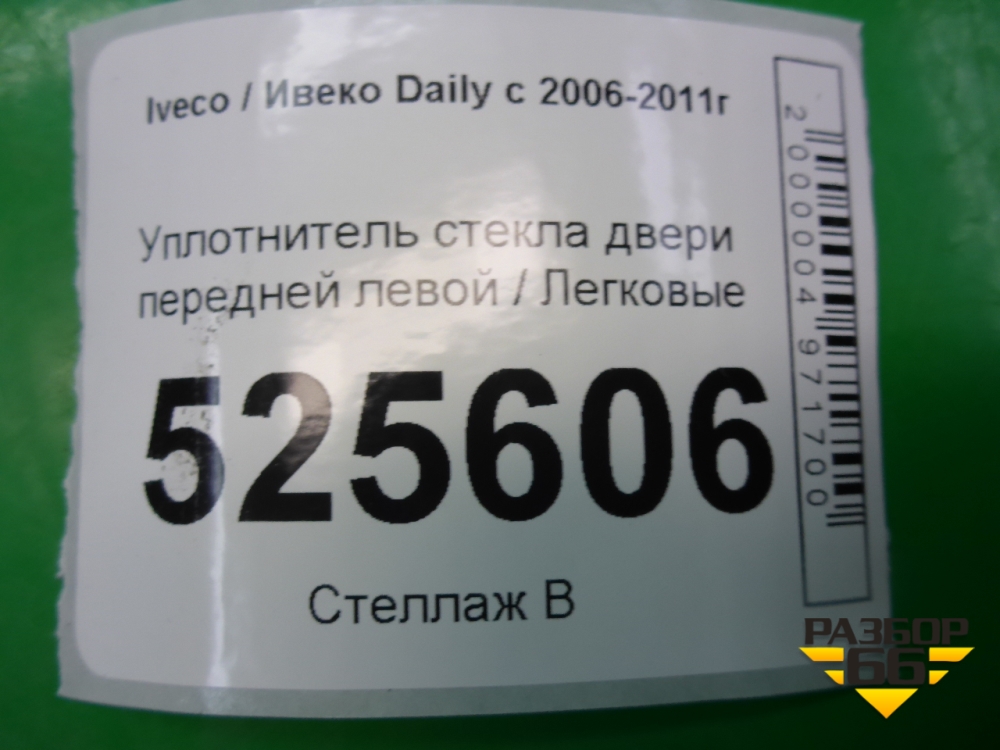 Iveco / Ивеко Daily с 2006-2011г
Уплотнитель стекла двери
передней левой / Легковые
525606
Стеллаж В
2000004971700
РАЗБОР
66